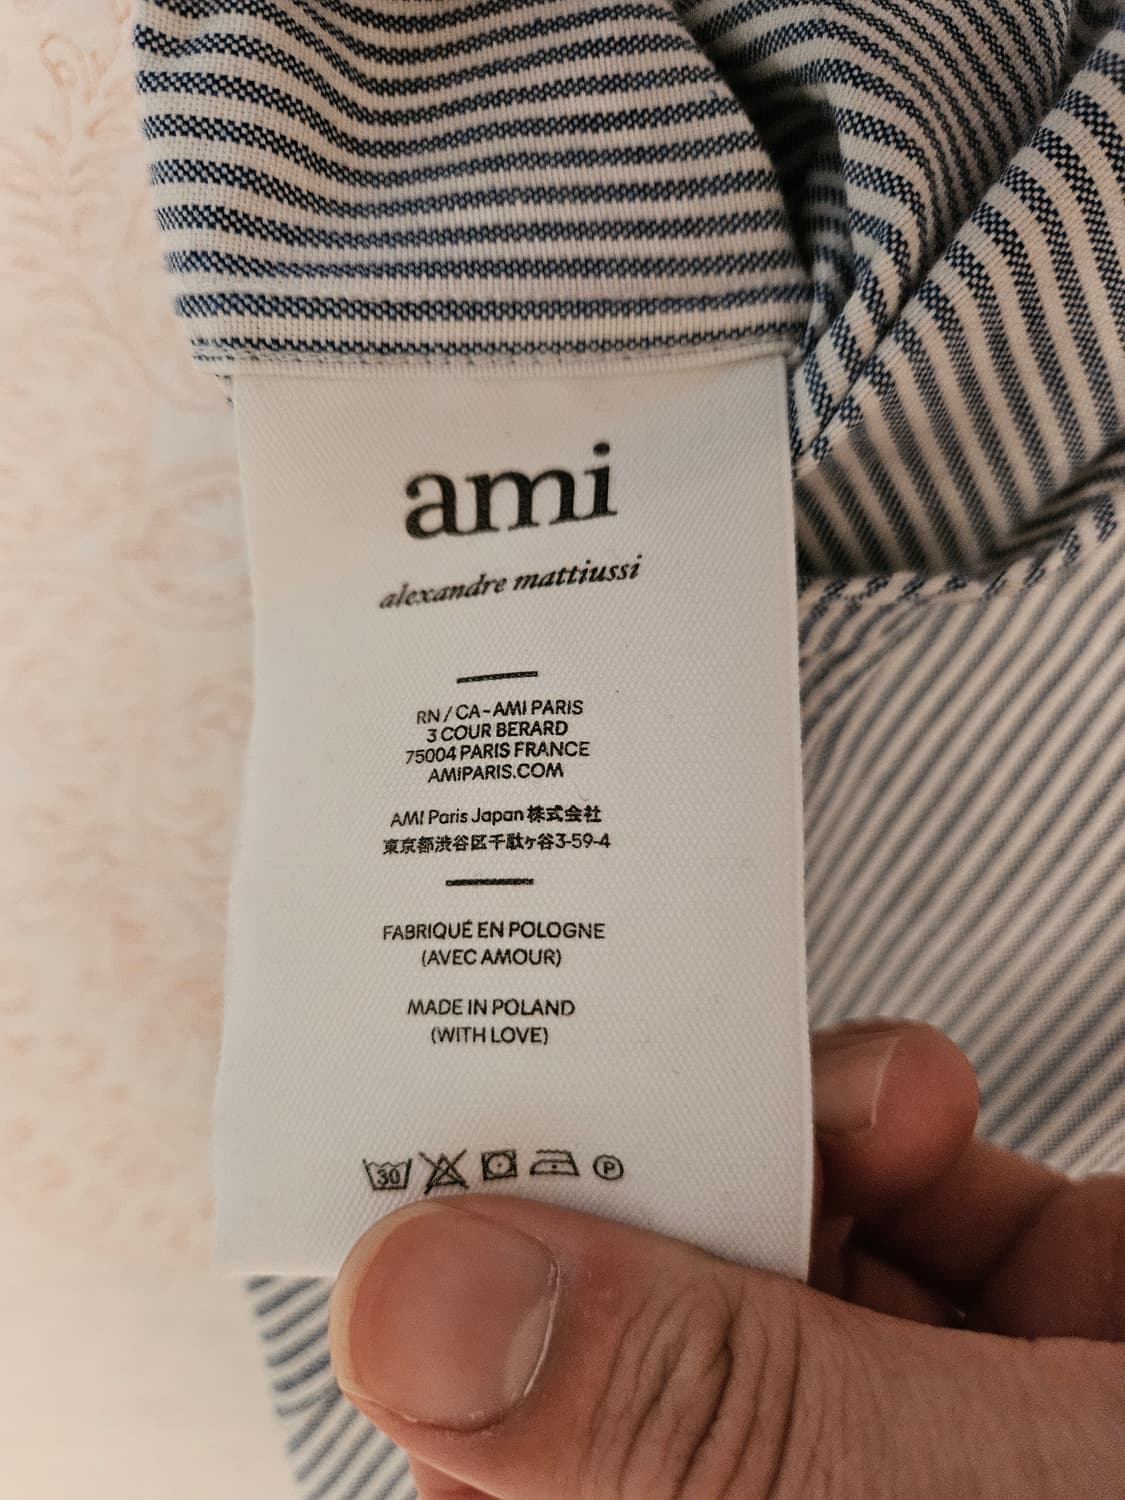 ami
alexandre mattiussi
RN / CA - AMI PARIS
3 COUR BERARD
75004 PARIS FRANCE
AMIPARIS.COM
AMI Paris Japan 株式会社
東京都渋谷区千駄ヶ谷3-59-4
FABRIQUÉ EN POLOGNE
(AVEC AMOUR)
MADE IN POLAND
(WITH LOVE)
30 P